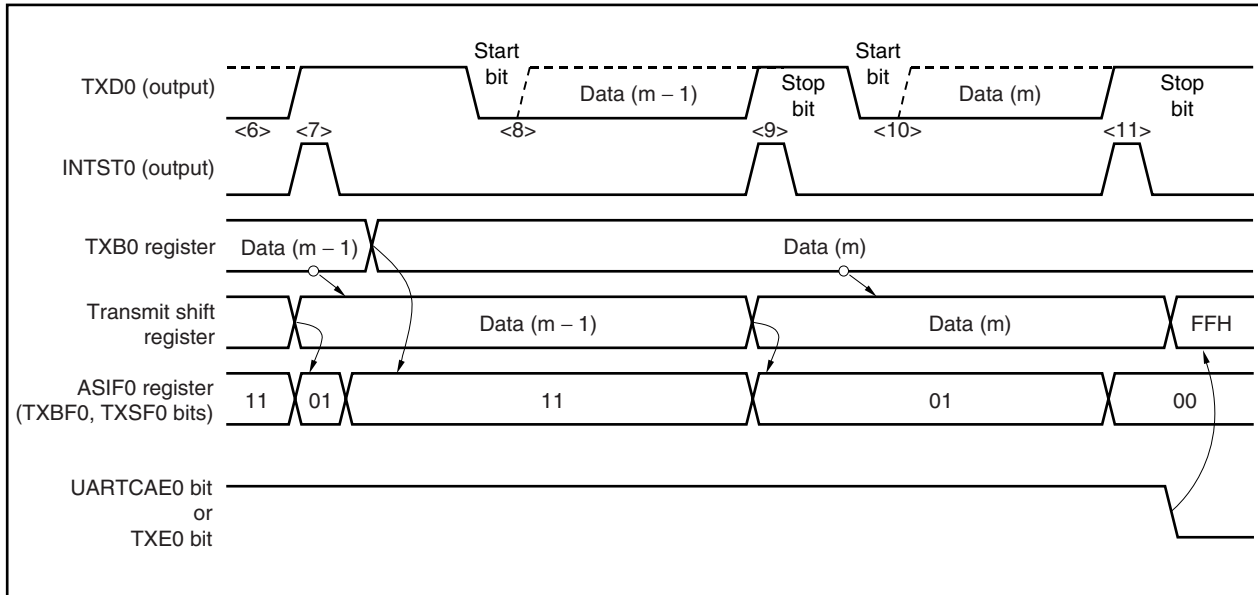 Start
bit
Start
bit
TXD0 (output)
Data (m – 1)
Stop
bit
Data (m)
Stop
bit
<6>
<7>
<8>
<9>
<10>
<11>
INTST0 (output)
TXB0 register
Data (m – 1)
Data (m)
Transmit shift
register
Data (m – 1)
Data (m)
FFH
ASIF0 register
(TXBF0, TXSF0 bits)
11
01
11
01
00
UARTCAE0 bit
or
TXE0 bit